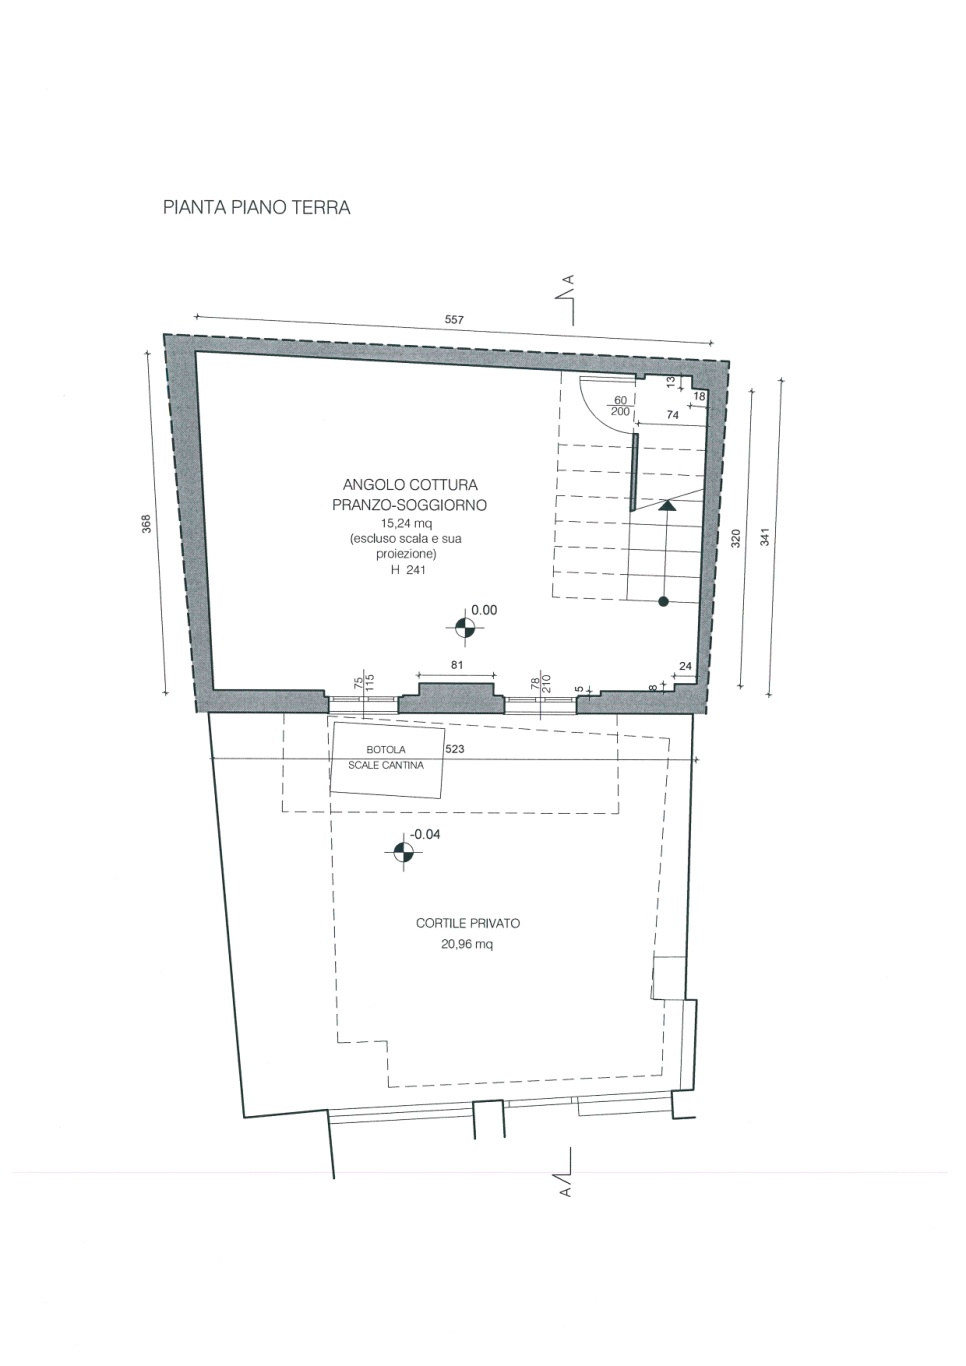 PIANTA PIANO TERRA
A
557
13
18
60
200
74
368
ANGOLO COTTURA
PRANZO-SOGGIORNO
15,24 mq
(escluso scala e sua
proiezione)
H 241
320
341
0.00
81
24
75
115
78
210
5
8
BOTOLA
SCALE CANTINA
523
-0.04
CORTILE PRIVATO
20,96 mq
A